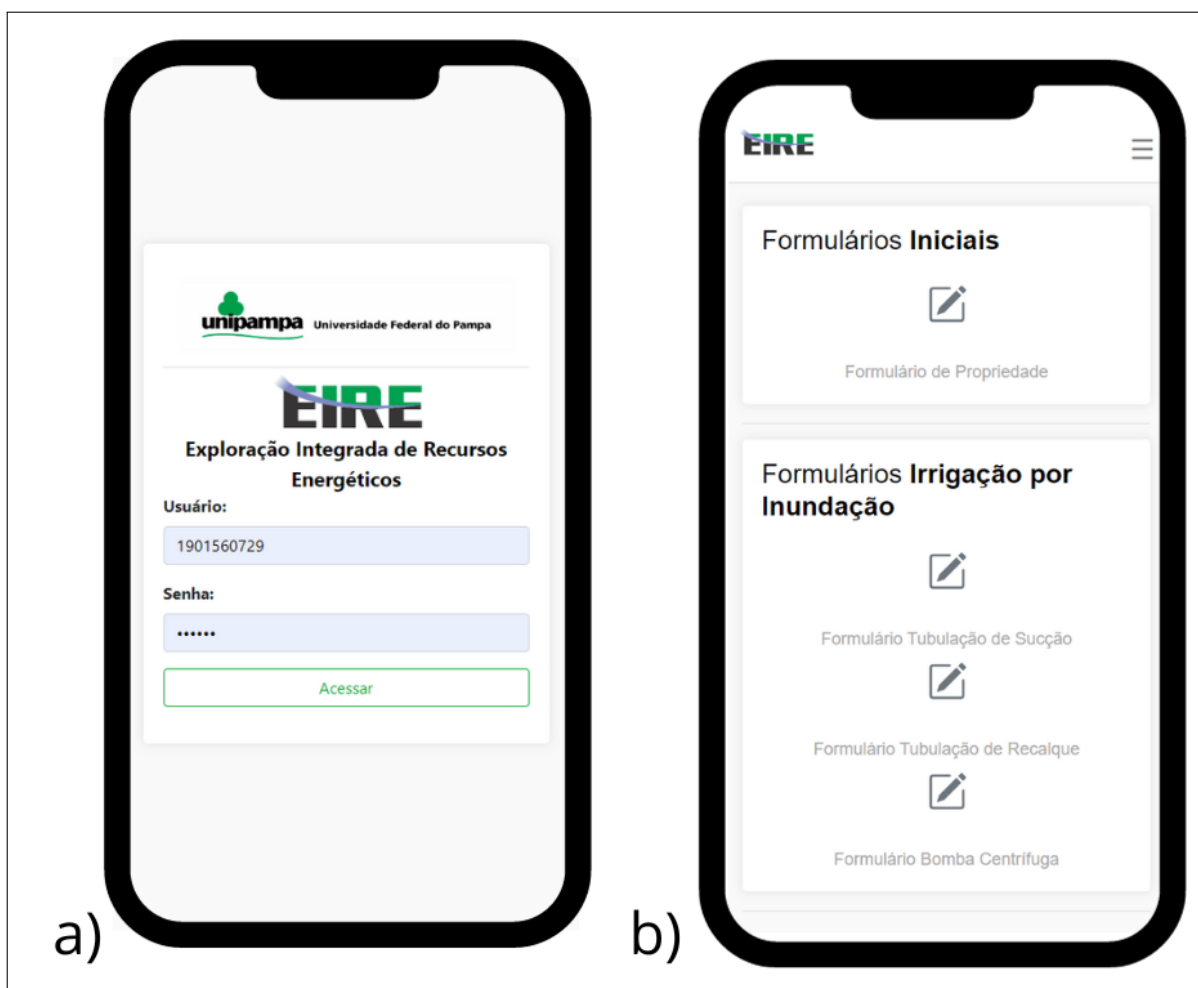 unipampa Universidade Federal do Pampa
EIRE
Exploração Integrada de Recursos
Energéticos
Usuário:
1901560729
Senha:
••••••
Acessar
a)
EIRE
Formulários Iniciais
Formulário de Propriedade
Formulários Irrigação por
Inundação
Formulário Tubulação de Sucção
Formulário Tubulação de Recalque
Formulário Bomba Centrífuga
b)